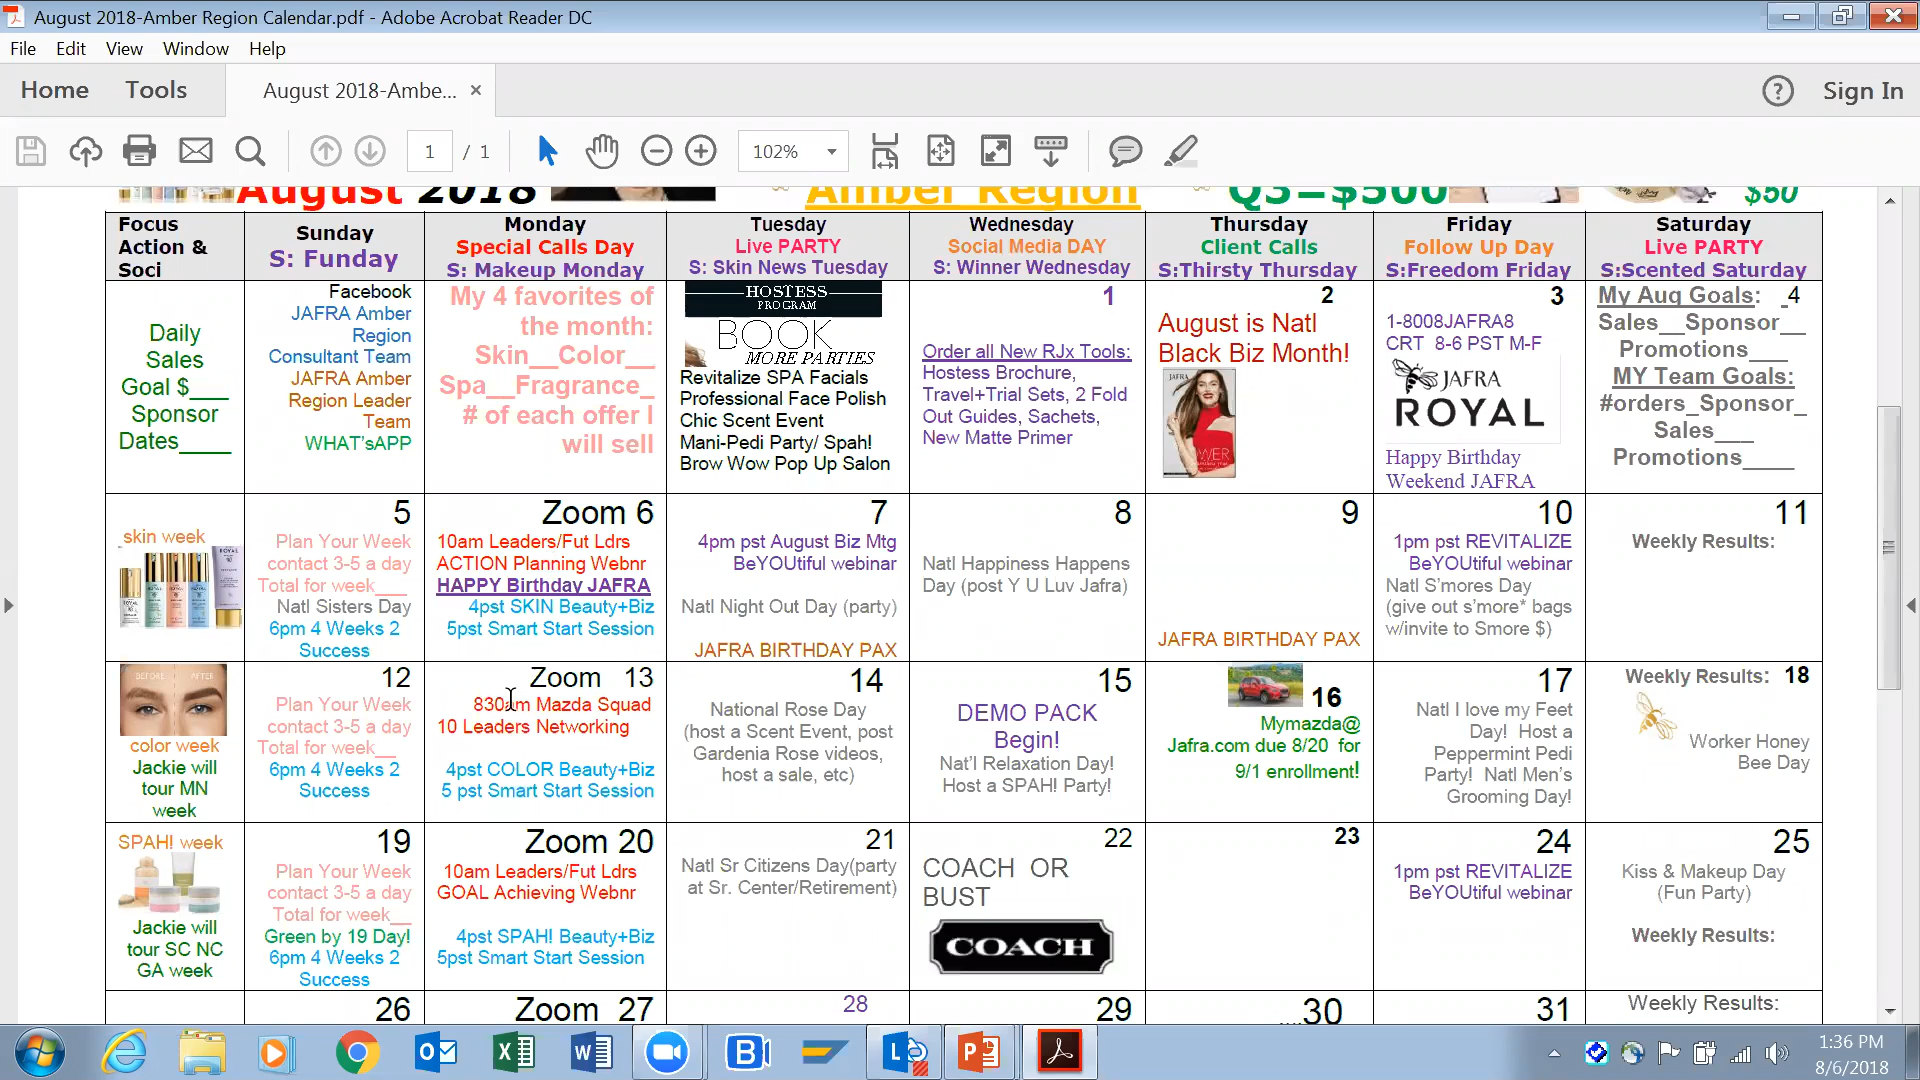 August 2018-Amber Region Calendar.pdf - Adobe Acrobat Reader DC
File Edit View Window Help
Home Tools August 2018-Ambe... × Sign In
1 / 1 102%
August 2018 Amber Region Q3=$500 $50
Focus Action & Soci
Sunday
S: Funday
Monday
Special Calls Day
S: Makeup Monday
Tuesday
Live PARTY
S: Skin News Tuesday
Wednesday
Social Media DAY
S: Winner Wednesday
Thursday
Client Calls
S:Thirsty Thursday
Friday
Follow Up Day
S:Freedom Friday
Saturday
Live PARTY
S:Scented Saturday
Daily
Sales
Goal $___
Sponsor
Dates____
Facebook
JAFRA Amber
Region
Consultant Team
JAFRA Amber
Region Leader
Team
WHAT'sAPP
My 4 favorites of
the month:
Skin__Color__
Spa__Fragrance_
# of each offer I
will sell
HOSTESS
PROGRAM
BOOK
MORE PARTIES
Revitalize SPA Facials
Professional Face Polish
Chic Scent Event
Mani-Pedi Party/ Spah!
Brow Wow Pop Up Salon
1
Order all New RJx Tools:
Hostess Brochure,
Travel+Trial Sets, 2 Fold
Out Guides, Sachets,
New Matte Primer
2
August is Natl
Black Biz Month!
JAFRA
3
1-8008JAFRA8
CRT 8-6 PST M-F
JAFRA
ROYAL
Happy Birthday
Weekend JAFRA
My Aug Goals: _4
Sales__Sponsor__
Promotions___
MY Team Goals:
#orders_Sponsor_
Sales___
Promotions____
skin week
ROYAL
5
Plan Your Week
contact 3-5 a day
Total for week___
Natl Sisters Day
6pm 4 Weeks 2
Success
Zoom 6
10am Leaders/Fut Ldrs
ACTION Planning Webnr
HAPPY Birthday JAFRA
4pst SKIN Beauty+Biz
5pst Smart Start Session
7
4pm pst August Biz Mtg
BeYOUtiful webinar
Natl Night Out Day (party)
JAFRA BIRTHDAY PAX
8
Natl Happiness Happens
Day (post Y U Luv Jafra)
9
JAFRA BIRTHDAY PAX
10
1pm pst REVITALIZE
BeYOUtiful webinar
Natl S'mores Day
(give out s'more* bags
w/invite to Smore $)
11
Weekly Results:
BEFORE AFTER
color week
Jackie will
tour MN
week
12
Plan Your Week
contact 3-5 a day
Total for week__
6pm 4 Weeks 2
Success
Zoom 13
830am Mazda Squad
10 Leaders Networking
4pst COLOR Beauty+Biz
5 pst Smart Start Session
14
National Rose Day
(host a Scent Event, post
Gardenia Rose videos,
host a sale, etc)
15
DEMO PACK
Begin!
Nat'l Relaxation Day!
Host a SPAH! Party!
16
Mymazda@
Jafra.com due 8/20 for
9/1 enrollment!
17
Natl I love my Feet
Day! Host a
Peppermint Pedi
Party! Natl Men's
Grooming Day!
Weekly Results: 18
Worker Honey
Bee Day
SPAH! week
Jackie will
tour SC NC
GA week
19
Plan Your Week
contact 3-5 a day
Total for week__
Green by 19 Day!
6pm 4 Weeks 2
Success
Zoom 20
10am Leaders/Fut Ldrs
GOAL Achieving Webnr
4pst SPAH! Beauty+Biz
5pst Smart Start Session
21
Natl Sr Citizens Day(party
at Sr. Center/Retirement)
22
COACH OR
BUST
COACH
23
24
1pm pst REVITALIZE
BeYOUtiful webinar
25
Kiss & Makeup Day
(Fun Party)
Weekly Results:
26
Zoom 27
28
29
....30
31
Weekly Results:
1:36 PM
8/6/2018